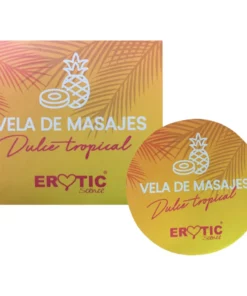 VELA DE MASAJES
Dulce tropical
EROTIC
VELA DE MASAJES
Dulce tropical
EROTIC